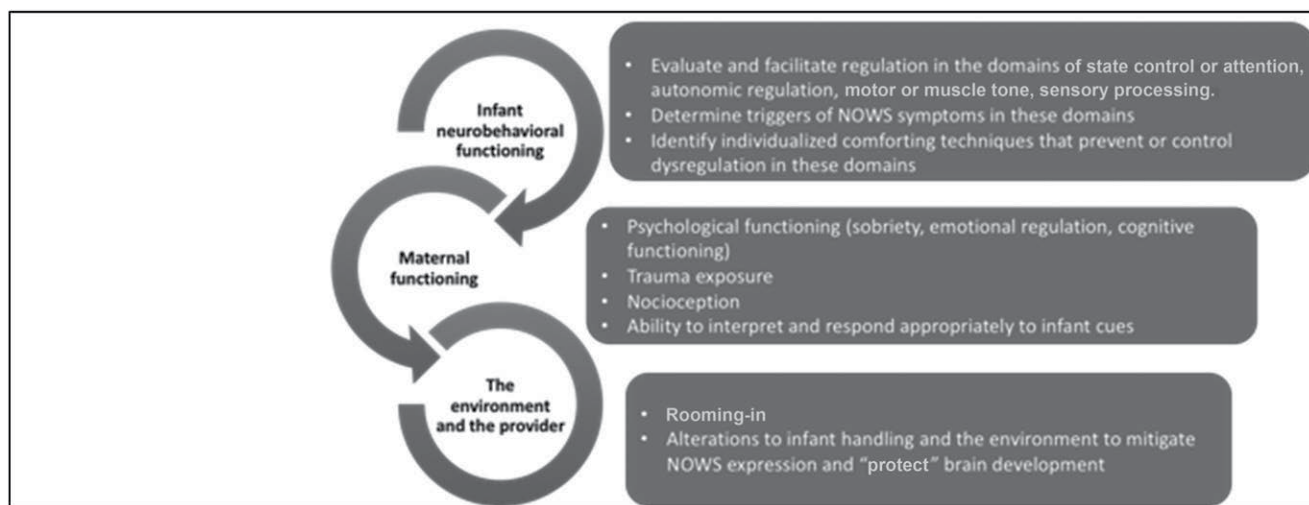 Infant
neurobehavioral
functioning
• Evaluate and facilitate regulation in the domains of state control or attention,
autonomic regulation, motor or muscle tone, sensory processing.
• Determine triggers of NOWS symptoms in these domains
• Identify individualized comforting techniques that prevent or control
dysregulation in these domains
Maternal
functioning
• Psychological functioning (sobriety, emotional regulation, cognitive
functioning)
• Trauma exposure
• Nocioception
• Ability to interpret and respond appropriately to infant cues
The
environment
and the provider
• Rooming-in
• Alterations to infant handling and the environment to mitigate
NOWS expression and “protect” brain development